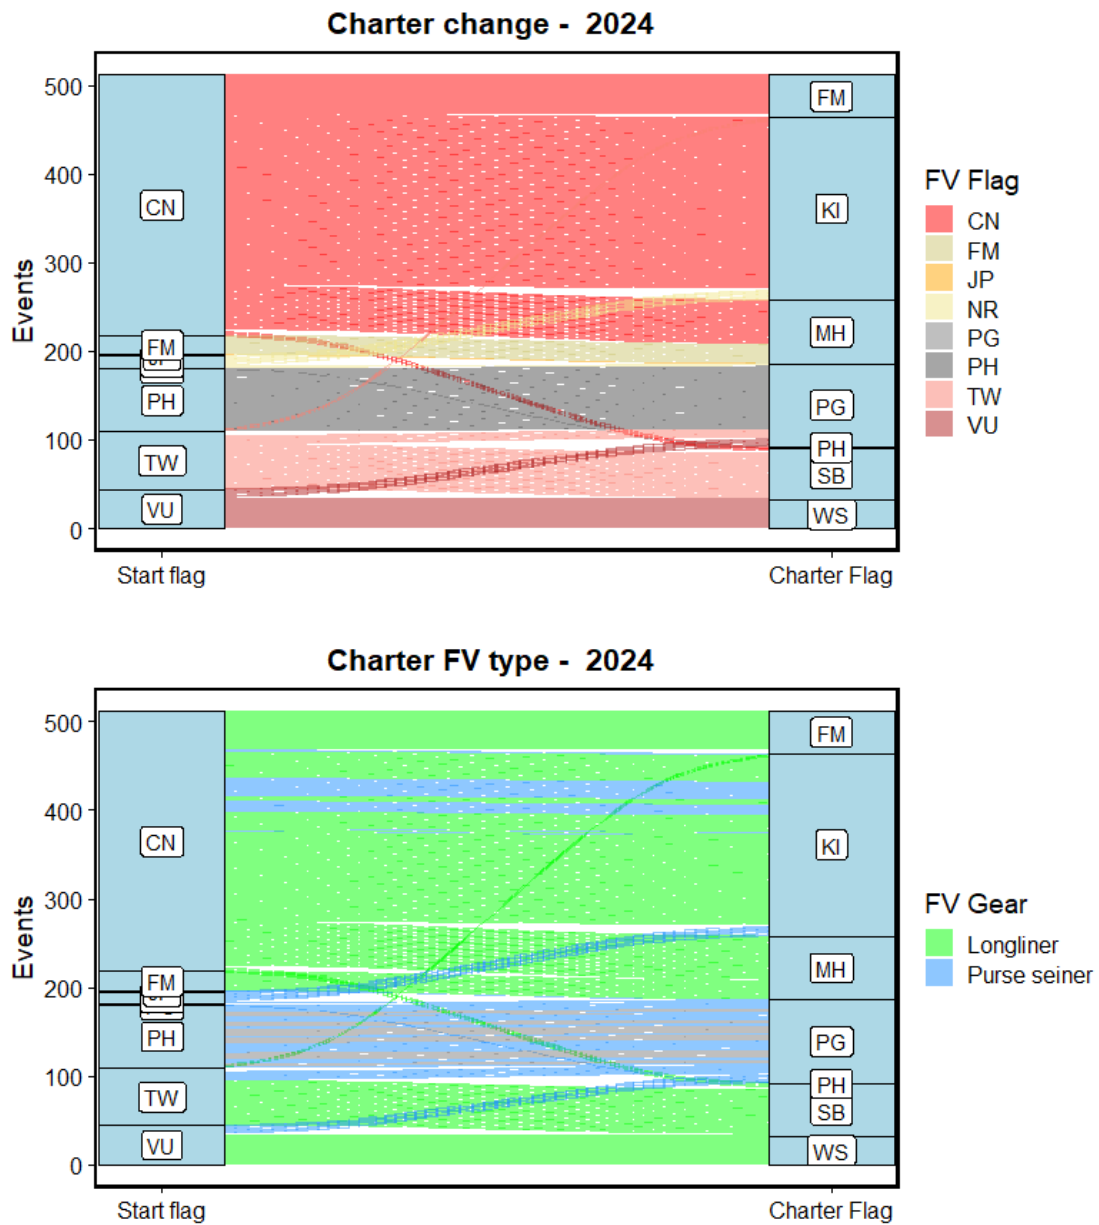 Charter change - 2024
Events
500
400
300
200
100
0
CN
FM
JP
PH
TW
VU
FM
KI
MH
PG
PH
SB
WS
Start flag
Charter Flag
FV Flag
CN
FM
JP
NR
PG
PH
TW
VU
Charter FV type - 2024
Events
500
400
300
200
100
0
CN
FM
JP
PH
TW
VU
FM
KI
MH
PG
PH
SB
WS
Start flag
Charter Flag
FV Gear
Longliner
Purse seiner